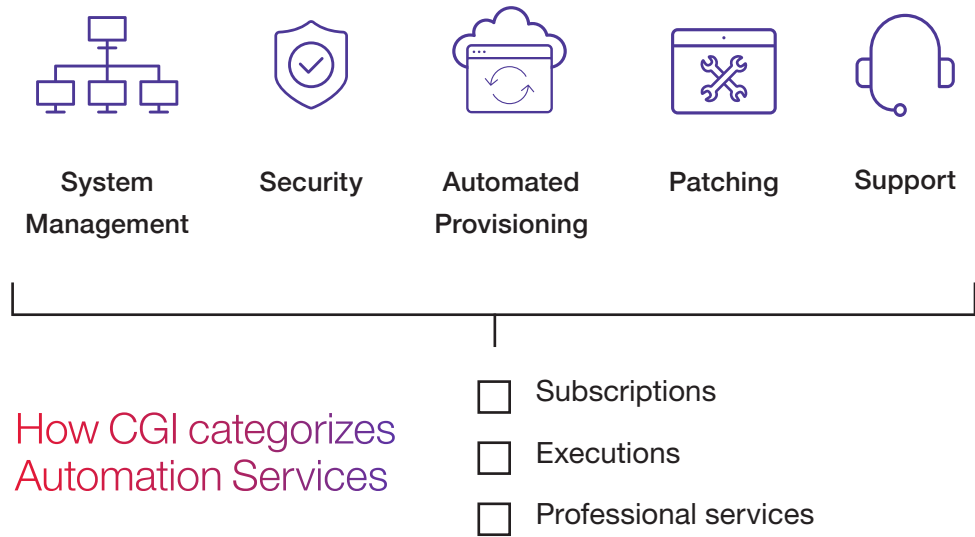 System
Management
Security
Automated
Provisioning
Patching
Support
How CGI categorizes
Automation Services
Subscriptions
Executions
Professional services